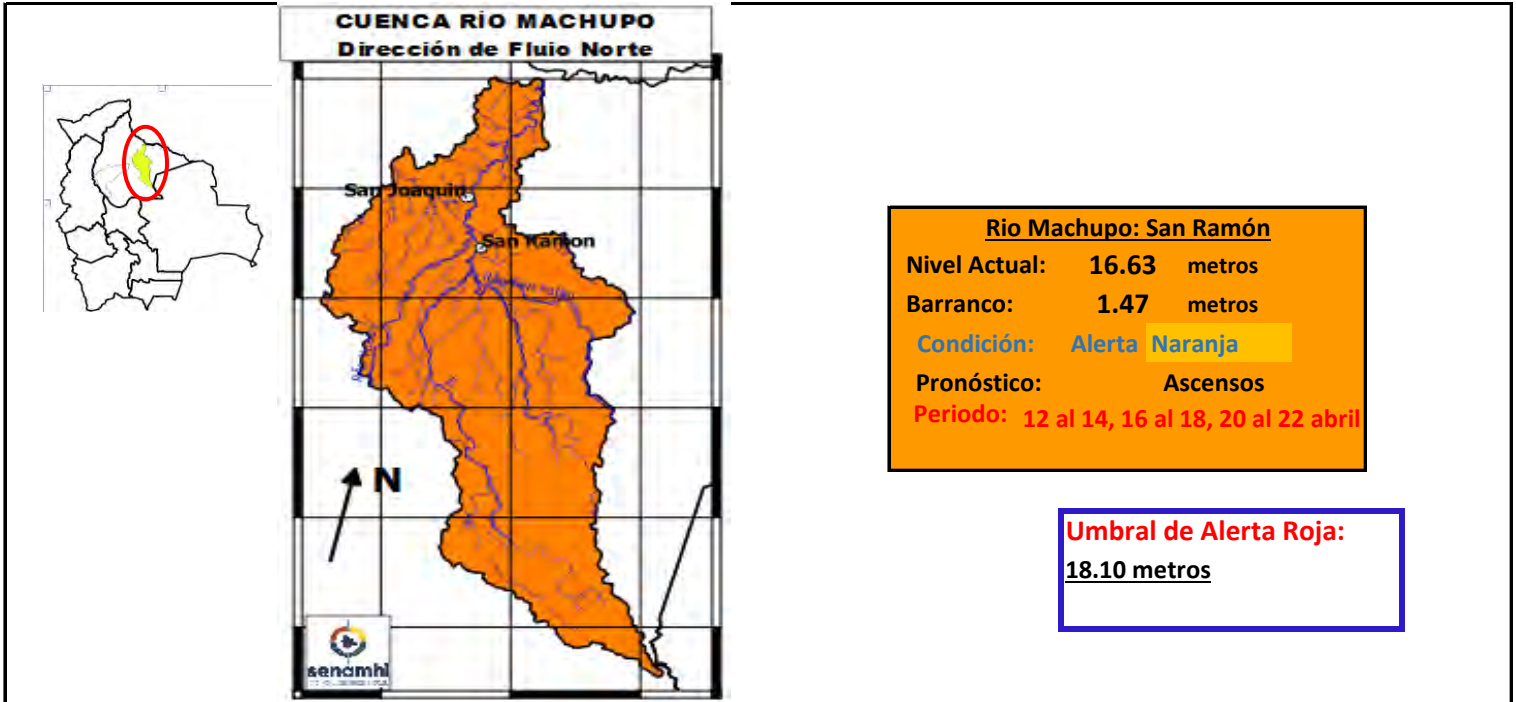 CUENCA RÍO MACHUPO
Dirección de Fluio Norte
San Joaquin
San Ramon
N
senamhi
Rio Machupo: San Ramón
Nivel Actual: 16.63 metros
Barranco: 1.47 metros
Condición: Alerta Naranja
Pronóstico: Ascensos
Periodo: 12 al 14, 16 al 18, 20 al 22 abril
Umbral de Alerta Roja:
18.10 metros